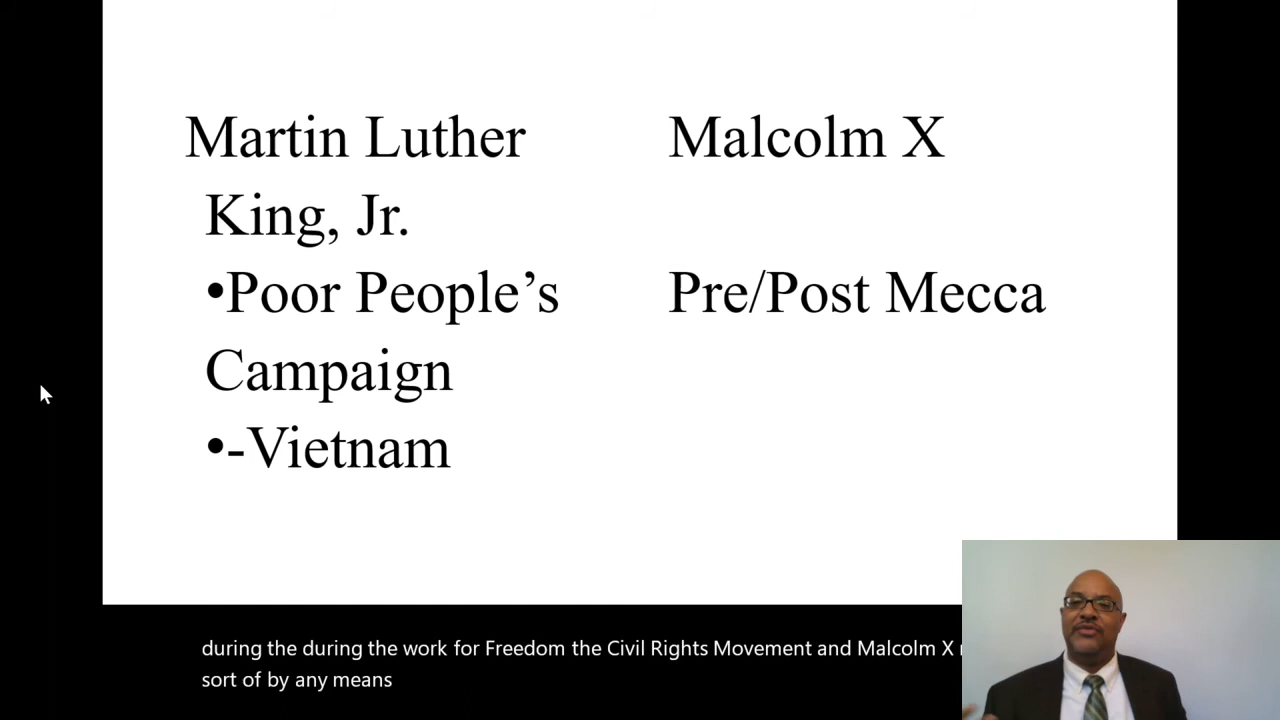 Martin Luther
King, Jr.
•Poor People’s
Campaign
•-Vietnam
Malcolm X
Pre/Post Mecca
during the during the work for Freedom the Civil Rights Movement and Malcolm X
sort of by any means